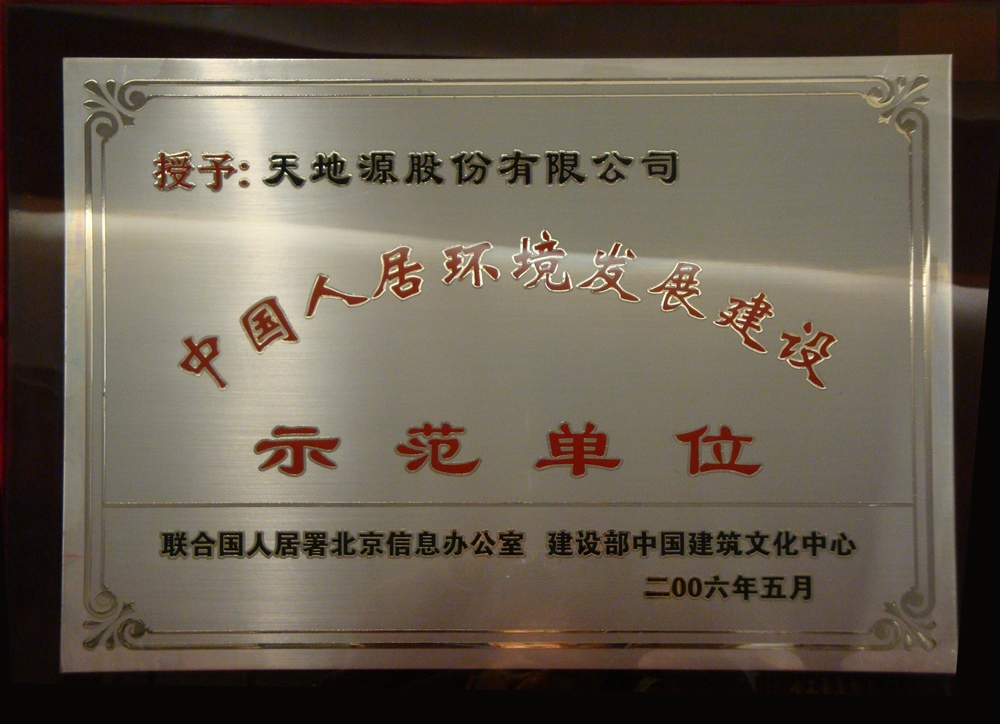 授予:天地源股份有限公司
中国人居环境发展建设
示范单位
联合国人居署北京信息办公室 建设部中国建筑文化中心
二00六年五月